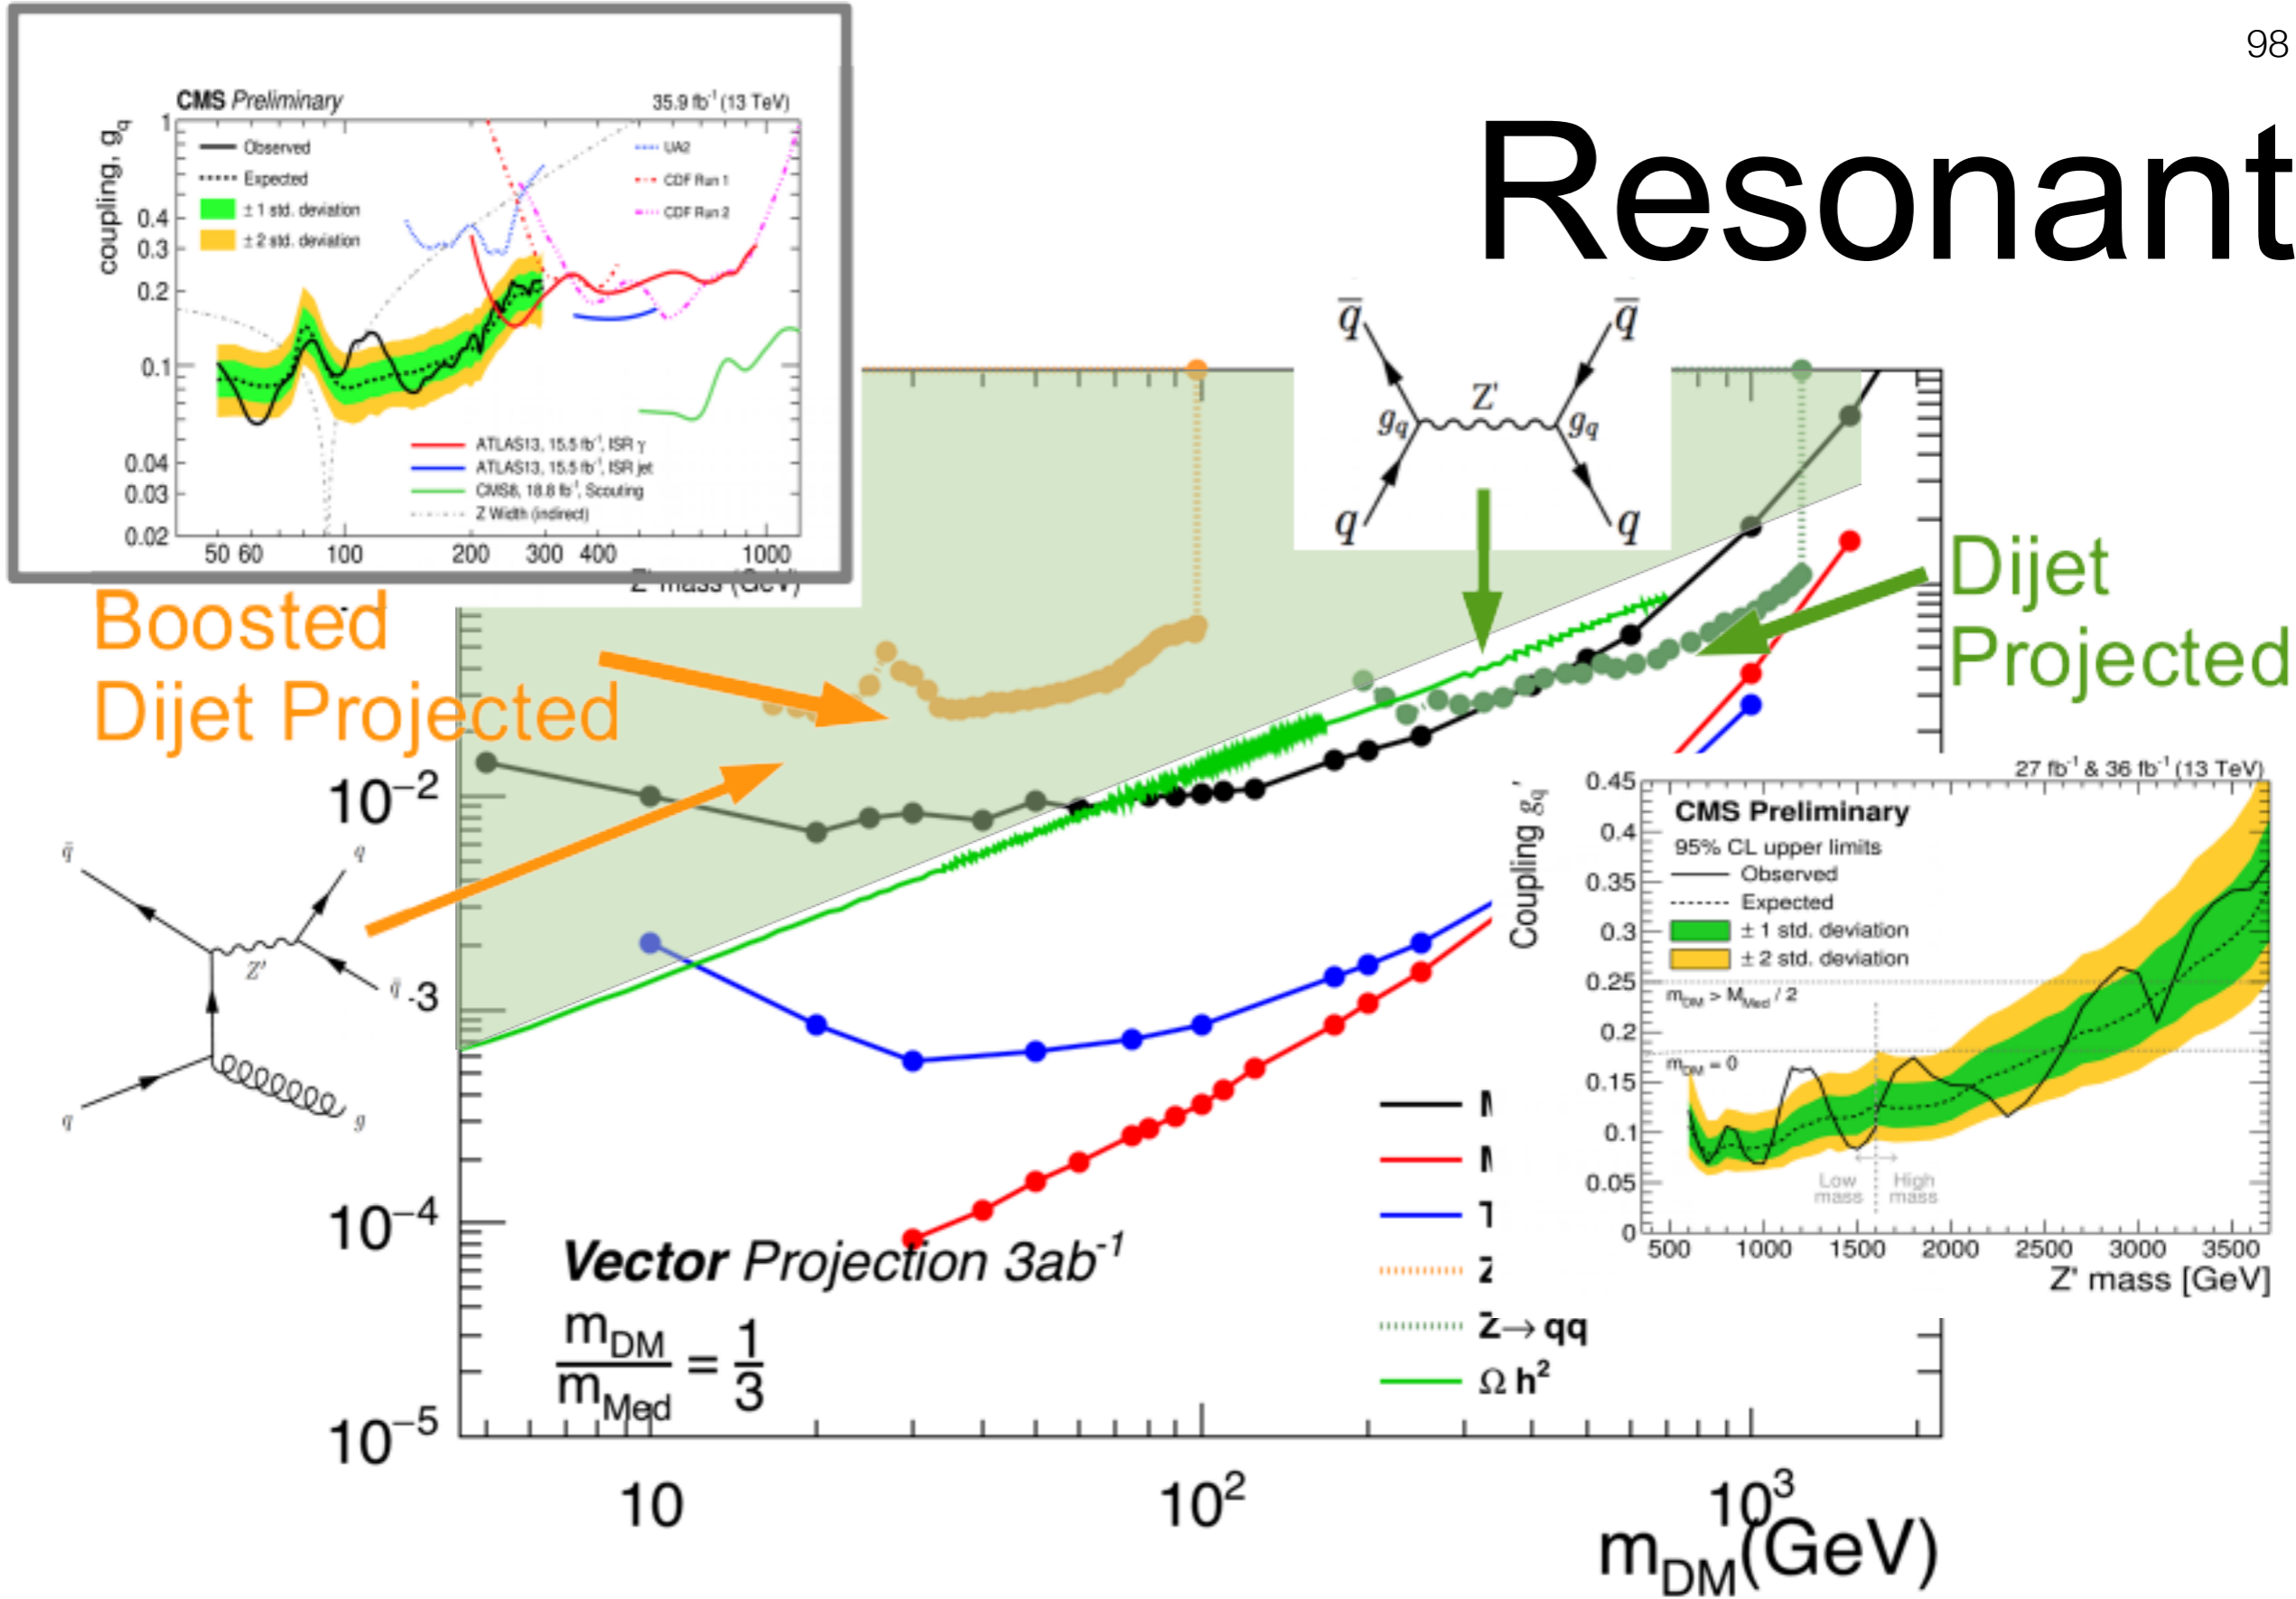 98
Resonant
CMS Preliminary 35.9 fb⁻¹ (13 TeV)
coupling, g_q
1
0.4
0.3
0.2
0.1
0.04
0.03
0.02
Observed
Expected
± 1 std. deviation
± 2 std. deviation
UA2
CDF Run 1
CDF Run 2
ATLAS13, 15.5 fb⁻¹, ISR γ
ATLAS13, 15.5 fb⁻¹, ISR jet
CMS8, 18.8 fb⁻¹, Scouting
Z Width (indirect)
50 60 100 200 300 400 1000
Z' mass (GeV)
q̄ q̄
Z'
g_q g_q
q q
Boosted
Dijet Projected
Dijet
Projected
q̄ q
Z'
q̄
q g
10⁻²
-3
10⁻⁴
10⁻⁵
27 fb⁻¹ & 36 fb⁻¹ (13 TeV)
Coupling g_q'
0.45
0.4
0.35
0.3
0.25
0.2
0.15
0.1
0.05
0
CMS Preliminary
95% CL upper limits
Observed
Expected
± 1 std. deviation
± 2 std. deviation
m_DM > M_Med / 2
m_DM = 0
Low mass
High mass
500 1000 1500 2000 2500 3000 3500
Z' mass [GeV]
Vector Projection 3ab⁻¹
m_DM / m_Med = 1/3
Z→ qq
Ω h²
10 10² 10³
m_DM(GeV)